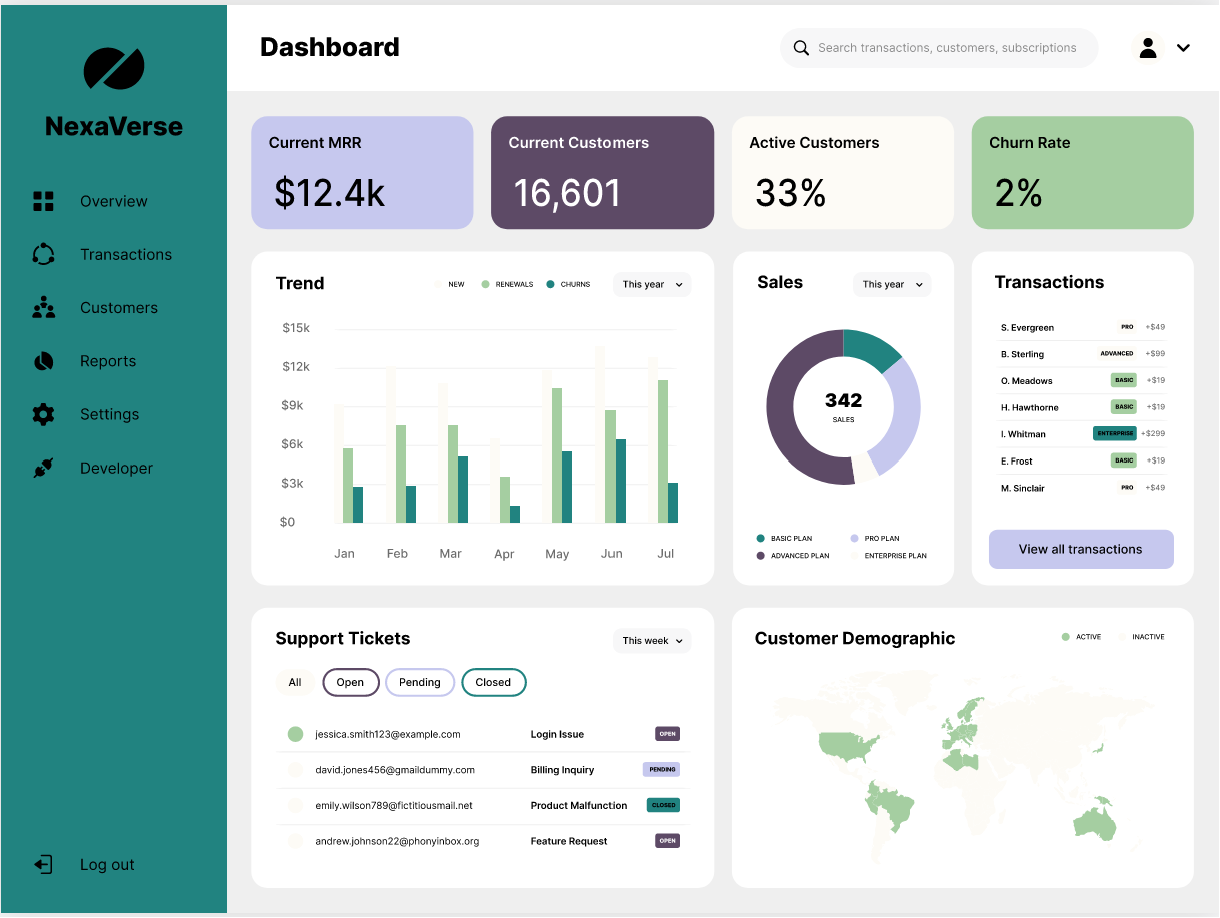 NexaVerse
Overview
Transactions
Customers
Reports
Settings
Developer
Log out
Dashboard
Search transactions, customers, subscriptions
Current MRR
$12.4k
Current Customers
16,601
Active Customers
33%
Churn Rate
2%
Trend
NEW RENEWALS CHURNS
This year
$15k
$12k
$9k
$6k
$3k
$0
Jan Feb Mar Apr May Jun Jul
Sales
This year
342
SALES
BASIC PLAN PRO PLAN
ADVANCED PLAN ENTERPRISE PLAN
Transactions
S. Evergreen PRO +$49
B. Sterling ADVANCED +$99
O. Meadows BASIC +$19
H. Hawthorne BASIC +$19
I. Whitman ENTERPRISE +$299
E. Frost BASIC +$19
M. Sinclair PRO +$49
View all transactions
Support Tickets
This week
All Open Pending Closed
jessica.smith123@example.com Login Issue OPEN
david.jones456@gmaildummy.com Billing Inquiry PENDING
emily.wilson789@fictitiousmail.net Product Malfunction CLOSED
andrew.johnson22@phonyinbox.org Feature Request OPEN
Customer Demographic
ACTIVE INACTIVE